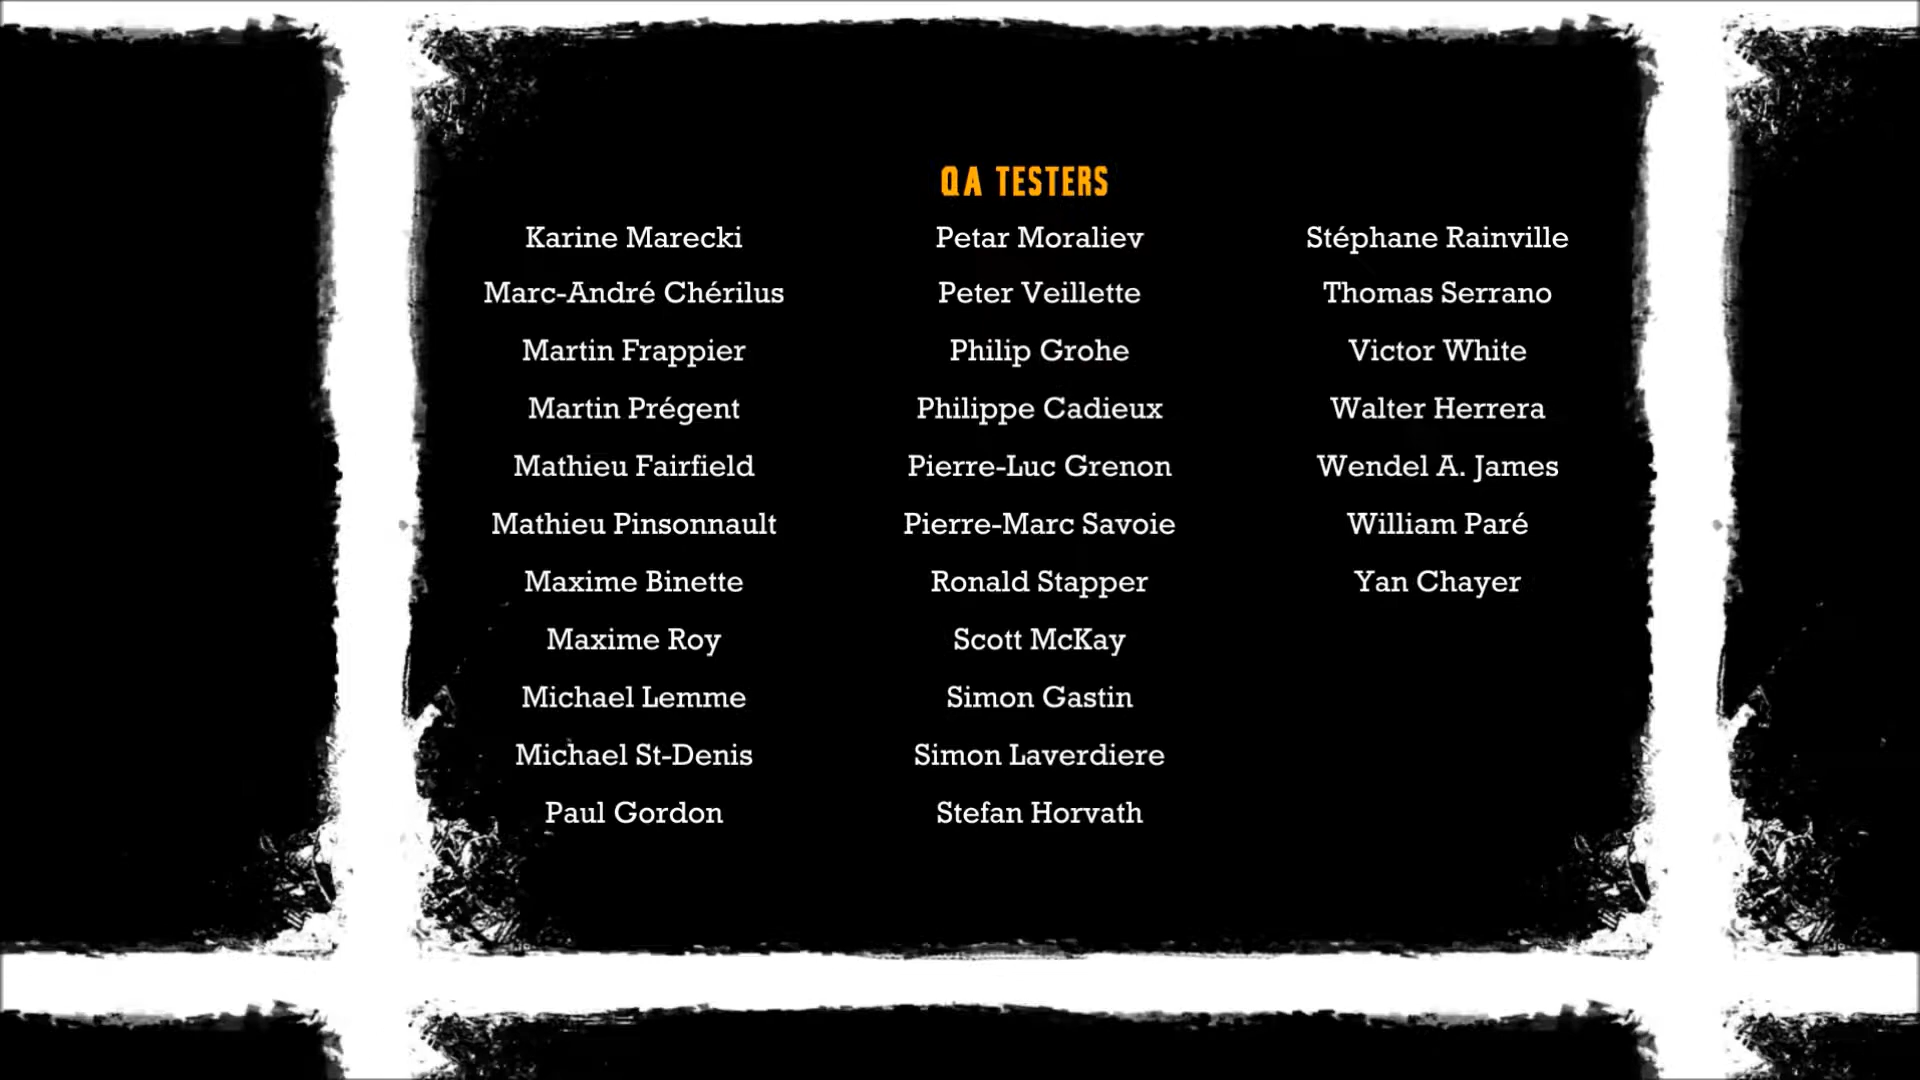 QA TESTERS
Karine Marecki
Marc-André Chérilus
Martin Frappier
Martin Prégent
Mathieu Fairfield
Mathieu Pinsonnault
Maxime Binette
Maxime Roy
Michael Lemme
Michael St-Denis
Paul Gordon
Petar Moraliev
Peter Veillette
Philip Grohe
Philippe Cadieux
Pierre-Luc Grenon
Pierre-Marc Savoie
Ronald Stapper
Scott McKay
Simon Gastin
Simon Laverdiere
Stefan Horvath
Stéphane Rainville
Thomas Serrano
Victor White
Walter Herrera
Wendel A. James
William Paré
Yan Chayer